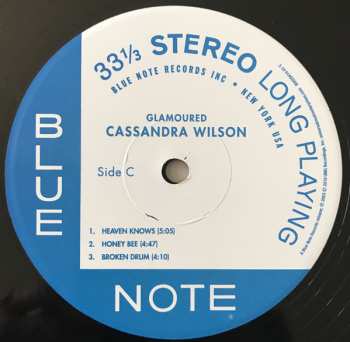 33⅓ STEREO LONG PLAYING
BLUE NOTE RECORDS INC • NEW YORK USA
GLAMOURED
CASSANDRA WILSON
Side C
1. HEAVEN KNOWS (5:05)
2. HONEY BEE (4:47)
3. BROKEN DRUM (4:10)
BLUE
NOTE